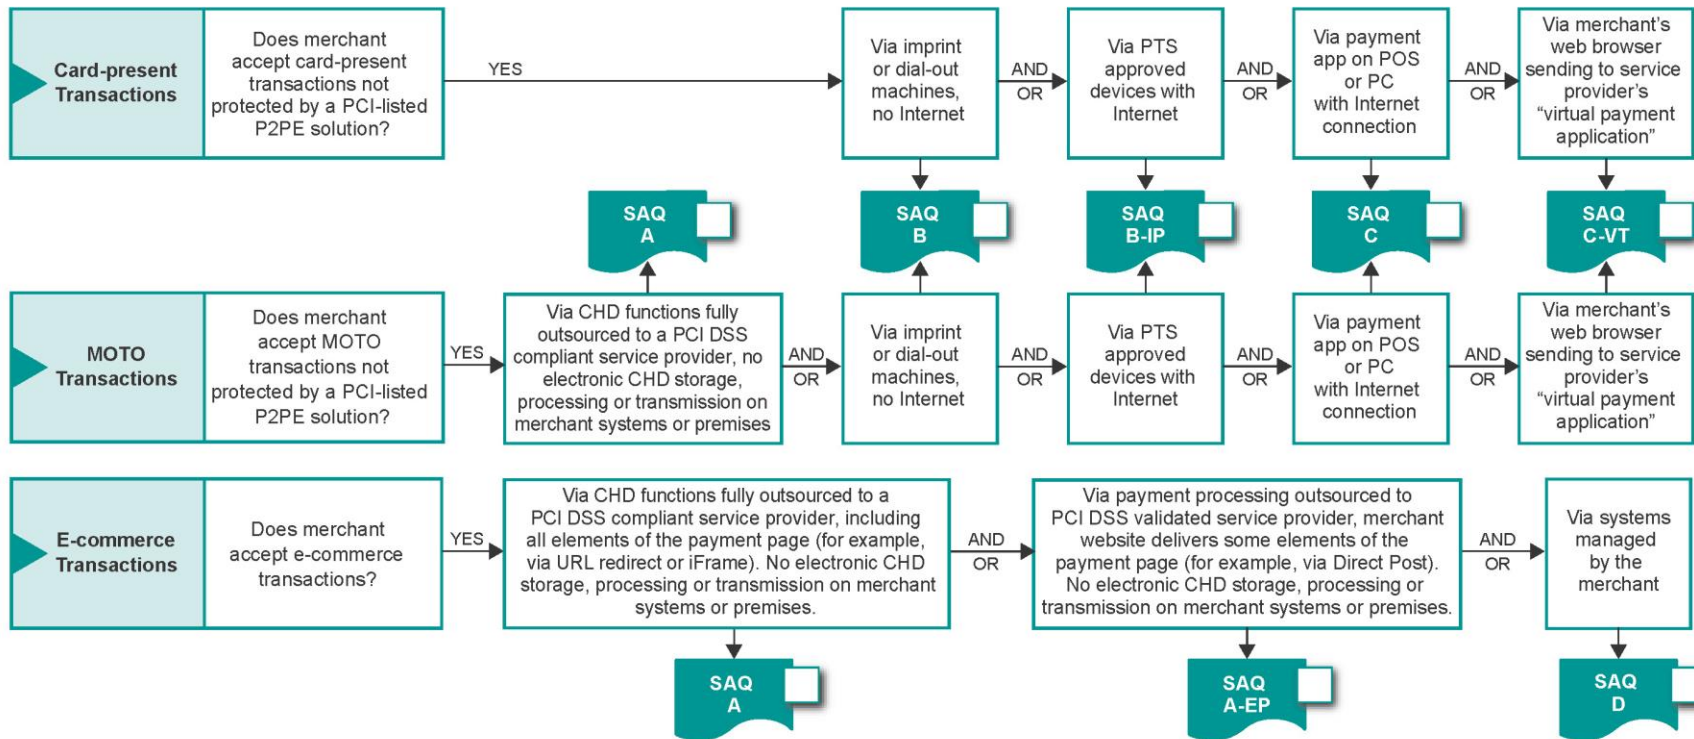 Card-present
Transactions
Does merchant
accept card-present
transactions not
protected by a PCI-listed
P2PE solution?
YES
Via imprint
or dial-out
machines,
no Internet
AND
OR
Via PTS
approved
devices with
Internet
AND
OR
Via payment
app on POS
or PC
with Internet
connection
AND
OR
Via merchant’s
web browser
sending to service
provider’s
“virtual payment
application”
SAQ
A
SAQ
B
SAQ
B-IP
SAQ
C
SAQ
C-VT
MOTO
Transactions
Does merchant
accept MOTO
transactions not
protected by a PCI-listed
P2PE solution?
YES
Via CHD functions fully
outsourced to a PCI DSS
compliant service provider, no
electronic CHD storage,
processing or transmission on
merchant systems or premises
AND
OR
Via imprint
or dial-out
machines,
no Internet
AND
OR
Via PTS
approved
devices with
Internet
AND
OR
Via payment
app on POS
or PC
with Internet
connection
AND
OR
Via merchant’s
web browser
sending to service
provider’s
“virtual payment
application”
E-commerce
Transactions
Does merchant
accept e-commerce
transactions?
YES
Via CHD functions fully outsourced to a
PCI DSS compliant service provider, including
all elements of the payment page (for example,
via URL redirect or iFrame). No electronic CHD
storage, processing or transmission on merchant
systems or premises.
AND
OR
Via payment processing outsourced to
PCI DSS validated service provider, merchant
website delivers some elements of the
payment page (for example, via Direct Post).
No electronic CHD storage, processing or
transmission on merchant systems or premises.
AND
OR
Via systems
managed
by the
merchant
SAQ
A
SAQ
A-EP
SAQ
D